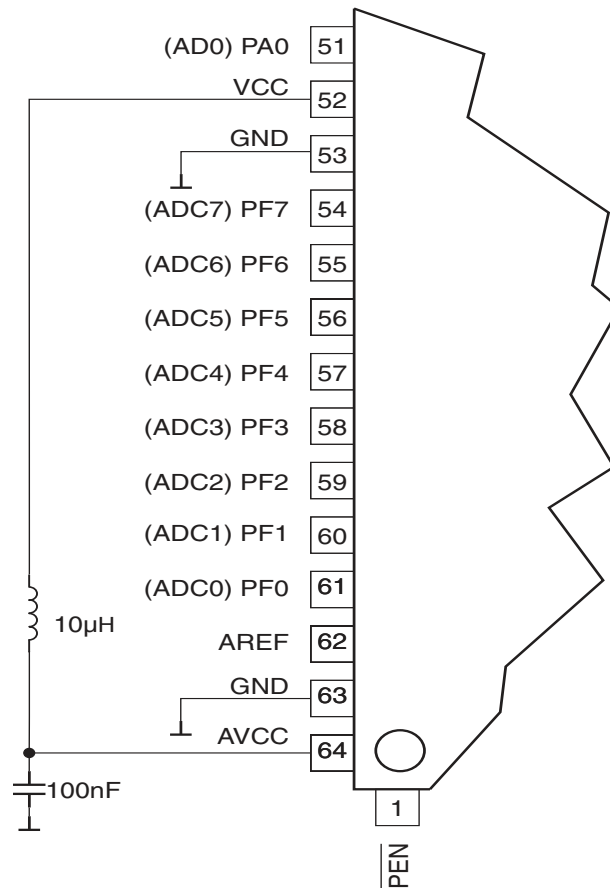 (AD0) PA0 51
VCC 52
GND 53
(ADC7) PF7 54
(ADC6) PF6 55
(ADC5) PF5 56
(ADC4) PF4 57
(ADC3) PF3 58
(ADC2) PF2 59
(ADC1) PF1 60
(ADC0) PF0 61
10µH
AREF 62
GND 63
AVCC 64
100nF
1
PEN